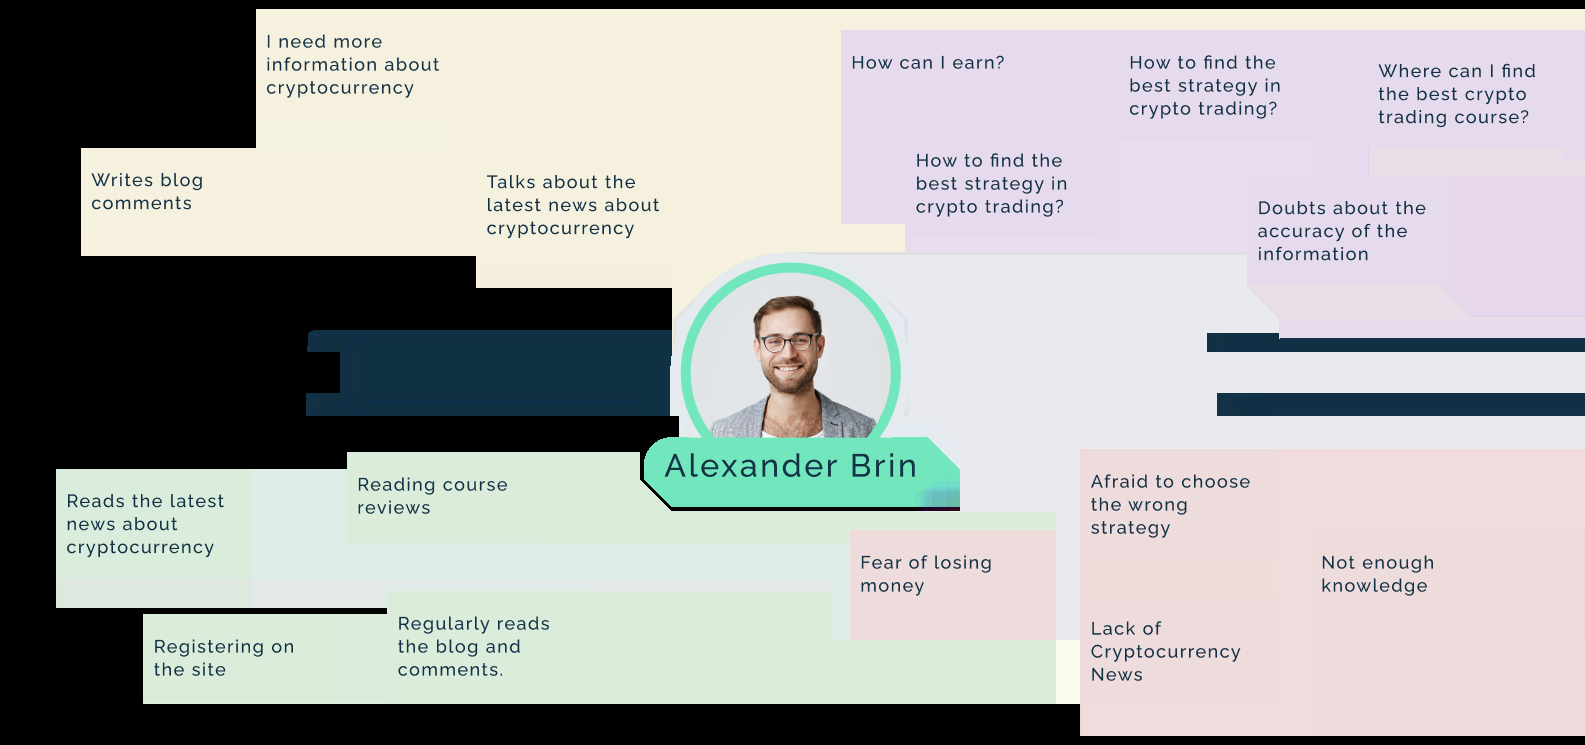 I need more
information about
cryptocurrency
Writes blog
comments
Talks about the
latest news about
cryptocurrency
How can I earn?
How to find the
best strategy in
crypto trading?
Where can I find
the best crypto
trading course?
How to find the
best strategy in
crypto trading?
Doubts about the
accuracy of the
information
Alexander Brin
Reads the latest
news about
cryptocurrency
Reading course
reviews
Registering on
the site
Regularly reads
the blog and
comments.
Fear of losing
money
Afraid to choose
the wrong
strategy
Not enough
knowledge
Lack of
Cryptocurrency
News